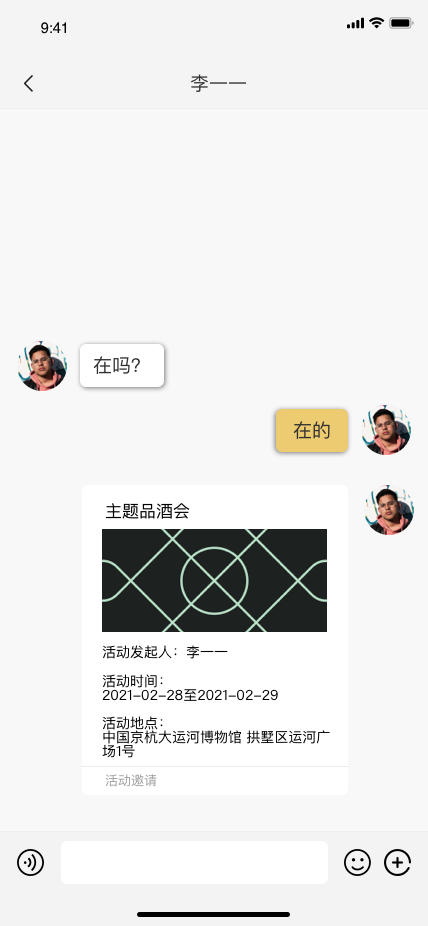 9:41
李一一
在吗?
在的
主题品酒会
活动发起人：李一一
活动时间：
2021-02-28至2021-02-29
活动地点：
中国京杭大运河博物馆 拱墅区运河广
场1号
活动邀请